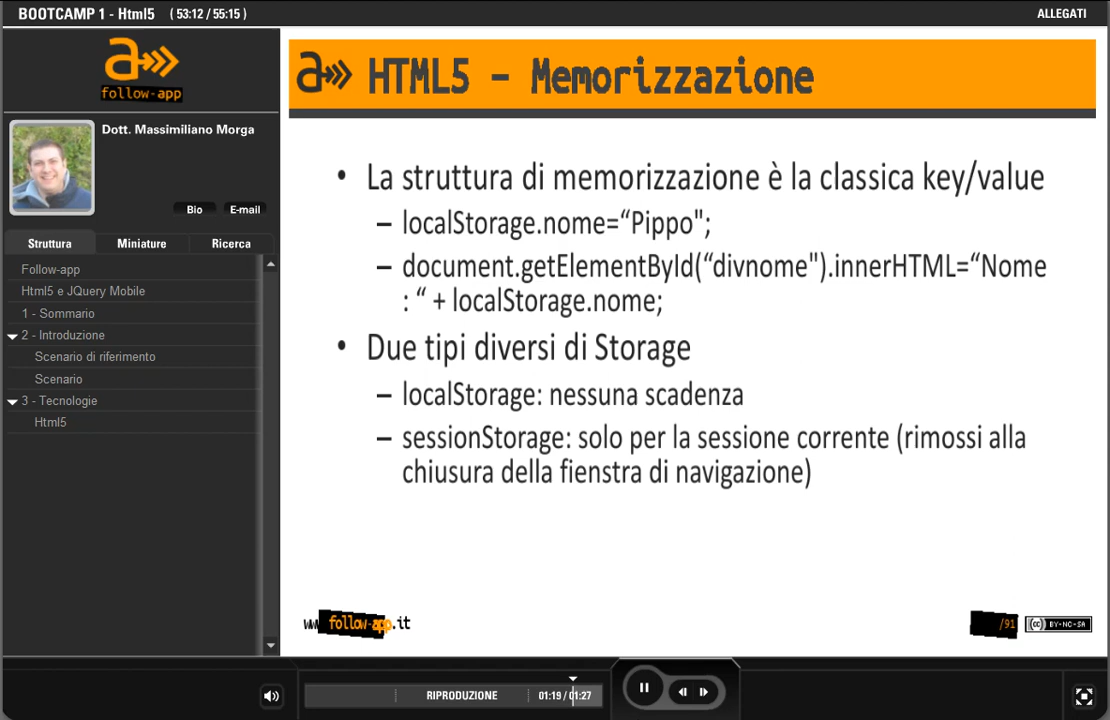 BOOTCAMP 1 - Html5 ( 53:12 / 55:15 )
ALLEGATI
a
follow-app
Dott. Massimiliano Morga
Bio
E-mail
Struttura
Miniature
Ricerca
Follow-app
Html5 e JQuery Mobile
1 - Sommario
2 - Introduzione
Scenario di riferimento
Scenario
3 - Tecnologie
Html5
a HTML5 - Memorizzazione
• La struttura di memorizzazione è la classica key/value
– localStorage.nome=“Pippo";
– document.getElementById(“divnome").innerHTML=“Nome
: “ + localStorage.nome;
• Due tipi diversi di Storage
– localStorage: nessuna scadenza
– sessionStorage: solo per la sessione corrente (rimossi alla
chiusura della fienstra di navigazione)
www.follow-app.it
/91
cc BY-NC-SA
RIPRODUZIONE
01:19 / 01:27